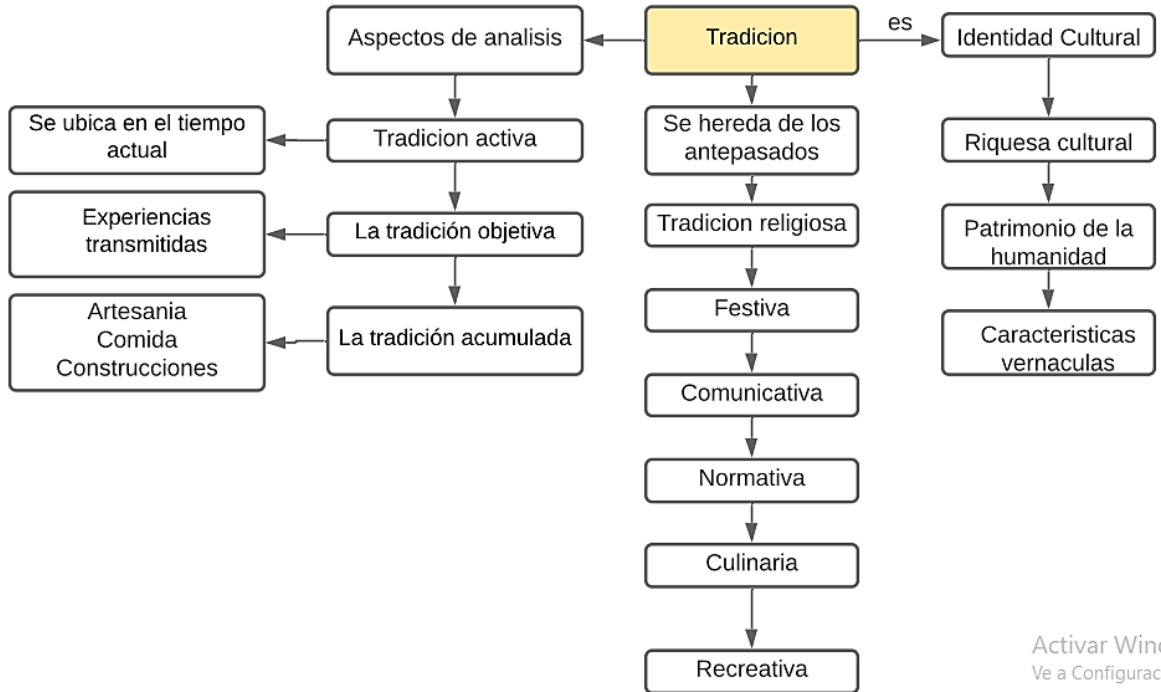 Aspectos de analisis
Tradicion
es
Identidad Cultural
Se ubica en el tiempo
actual
Tradicion activa
Se hereda de los
antepasados
Riquesa cultural
Experiencias
transmitidas
La tradición objetiva
Tradicion religiosa
Patrimonio de la
humanidad
Artesania
Comida
Construcciones
La tradición acumulada
Festiva
Caracteristicas
vernaculas
Comunicativa
Normativa
Culinaria
Recreativa
Activar Wind
Ve a Configurac